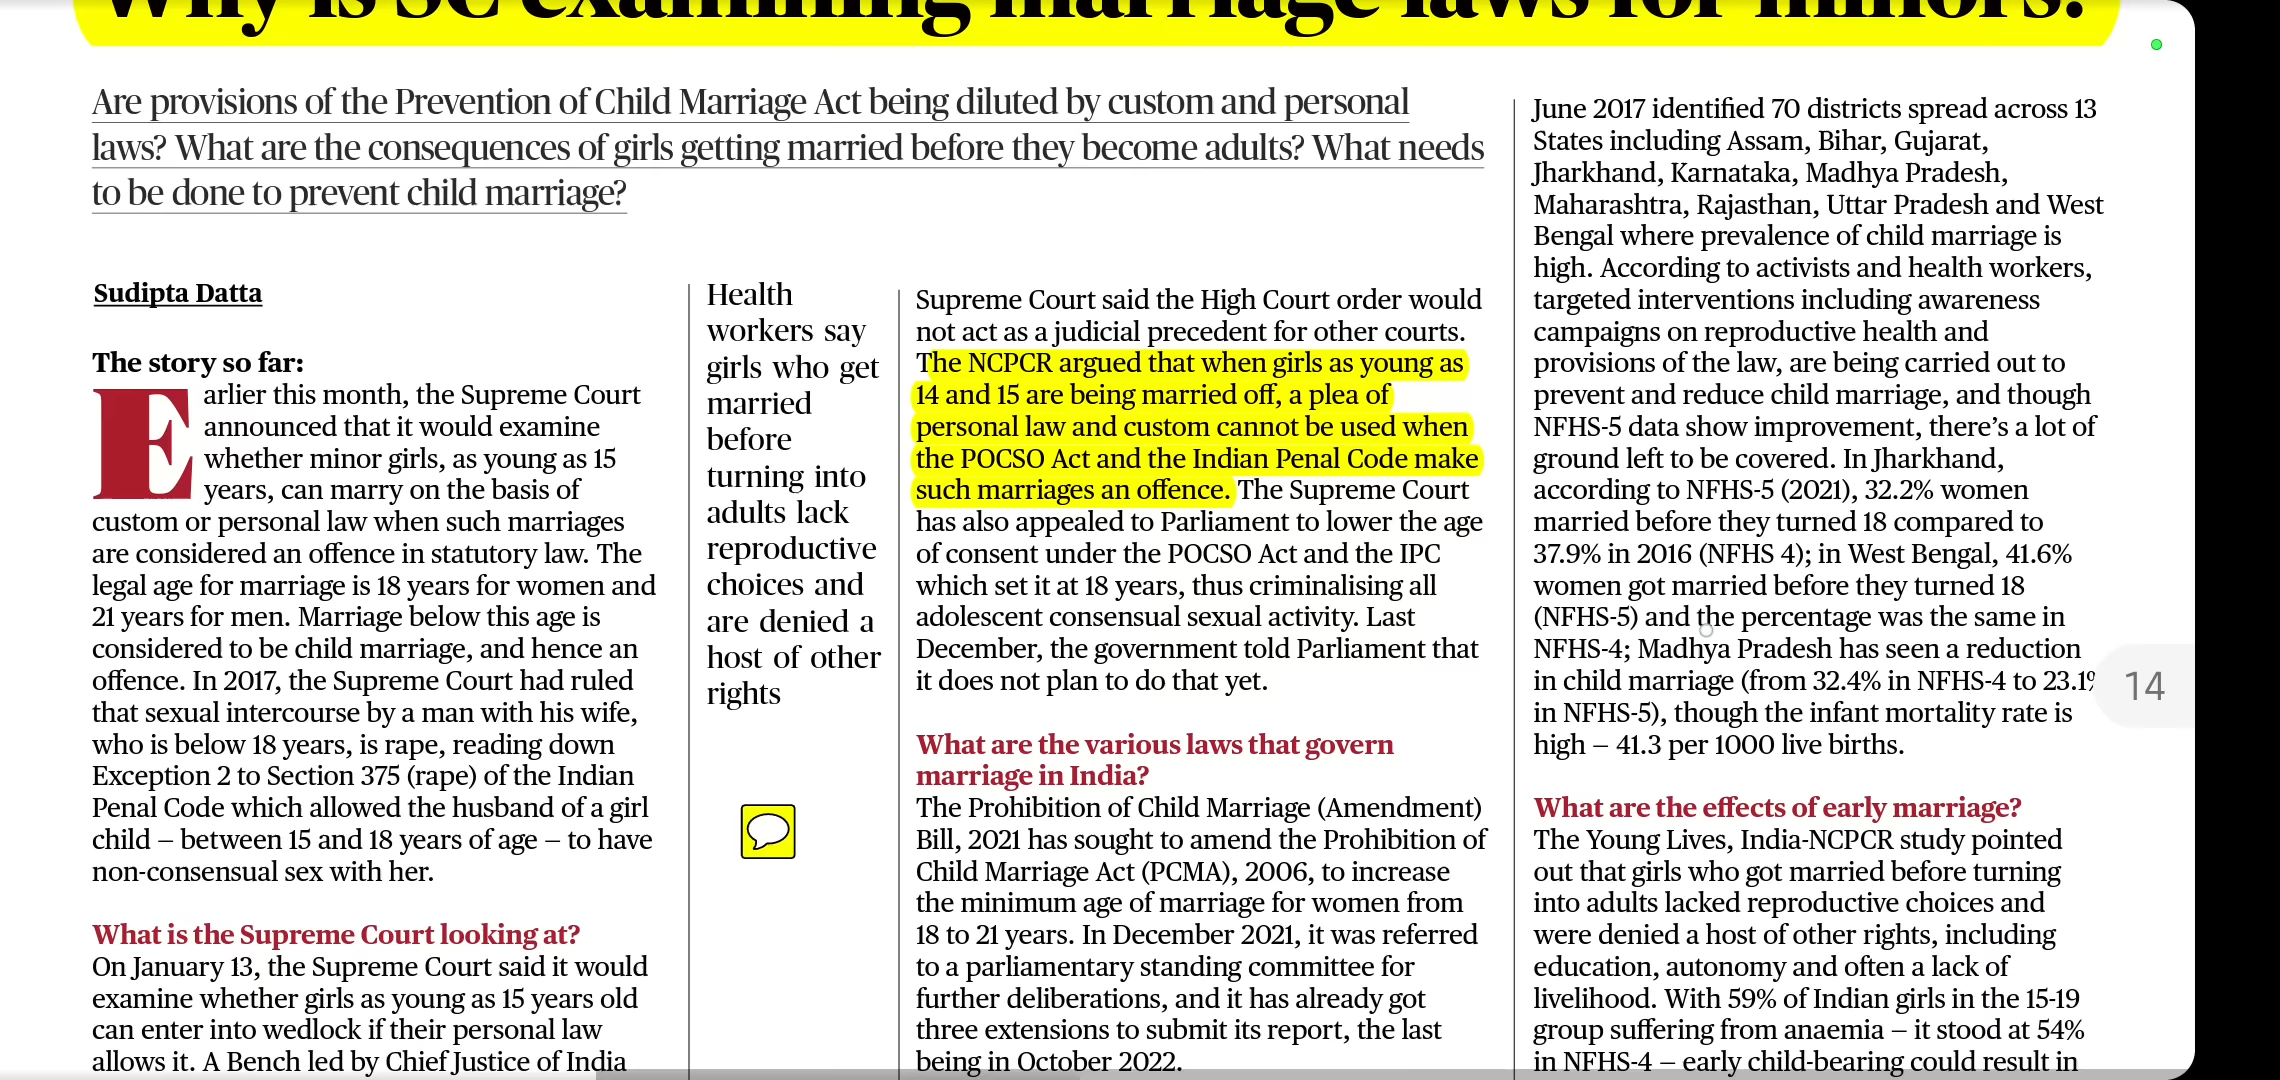 Why is SC examining marriage laws for minors?
Are provisions of the Prevention of Child Marriage Act being diluted by custom and personal
laws? What are the consequences of girls getting married before they become adults? What needs
to be done to prevent child marriage?
Sudipta Datta
The story so far:
Earlier this month, the Supreme Court
announced that it would examine
whether minor girls, as young as 15
years, can marry on the basis of
custom or personal law when such marriages
are considered an offence in statutory law. The
legal age for marriage is 18 years for women and
21 years for men. Marriage below this age is
considered to be child marriage, and hence an
offence. In 2017, the Supreme Court had ruled
that sexual intercourse by a man with his wife,
who is below 18 years, is rape, reading down
Exception 2 to Section 375 (rape) of the Indian
Penal Code which allowed the husband of a girl
child – between 15 and 18 years of age – to have
non-consensual sex with her.
What is the Supreme Court looking at?
On January 13, the Supreme Court said it would
examine whether girls as young as 15 years old
can enter into wedlock if their personal law
allows it. A Bench led by Chief Justice of India
Health
workers say
girls who get
married
before
turning into
adults lack
reproductive
choices and
are denied a
host of other
rights
Supreme Court said the High Court order would
not act as a judicial precedent for other courts.
The NCPCR argued that when girls as young as
14 and 15 are being married off, a plea of
personal law and custom cannot be used when
the POCSO Act and the Indian Penal Code make
such marriages an offence. The Supreme Court
has also appealed to Parliament to lower the age
of consent under the POCSO Act and the IPC
which set it at 18 years, thus criminalising all
adolescent consensual sexual activity. Last
December, the government told Parliament that
it does not plan to do that yet.
What are the various laws that govern
marriage in India?
The Prohibition of Child Marriage (Amendment)
Bill, 2021 has sought to amend the Prohibition of
Child Marriage Act (PCMA), 2006, to increase
the minimum age of marriage for women from
18 to 21 years. In December 2021, it was referred
to a parliamentary standing committee for
further deliberations, and it has already got
three extensions to submit its report, the last
being in October 2022.
June 2017 identified 70 districts spread across 13
States including Assam, Bihar, Gujarat,
Jharkhand, Karnataka, Madhya Pradesh,
Maharashtra, Rajasthan, Uttar Pradesh and West
Bengal where prevalence of child marriage is
high. According to activists and health workers,
targeted interventions including awareness
campaigns on reproductive health and
provisions of the law, are being carried out to
prevent and reduce child marriage, and though
NFHS-5 data show improvement, there's a lot of
ground left to be covered. In Jharkhand,
according to NFHS-5 (2021), 32.2% women
married before they turned 18 compared to
37.9% in 2016 (NFHS 4); in West Bengal, 41.6%
women got married before they turned 18
(NFHS-5) and the percentage was the same in
NFHS-4; Madhya Pradesh has seen a reduction
in child marriage (from 32.4% in NFHS-4 to 23.1%
in NFHS-5), though the infant mortality rate is
high – 41.3 per 1000 live births.
What are the effects of early marriage?
The Young Lives, India-NCPCR study pointed
out that girls who got married before turning
into adults lacked reproductive choices and
were denied a host of other rights, including
education, autonomy and often a lack of
livelihood. With 59% of Indian girls in the 15-19
group suffering from anaemia – it stood at 54%
in NFHS-4 – early child-bearing could result in
14